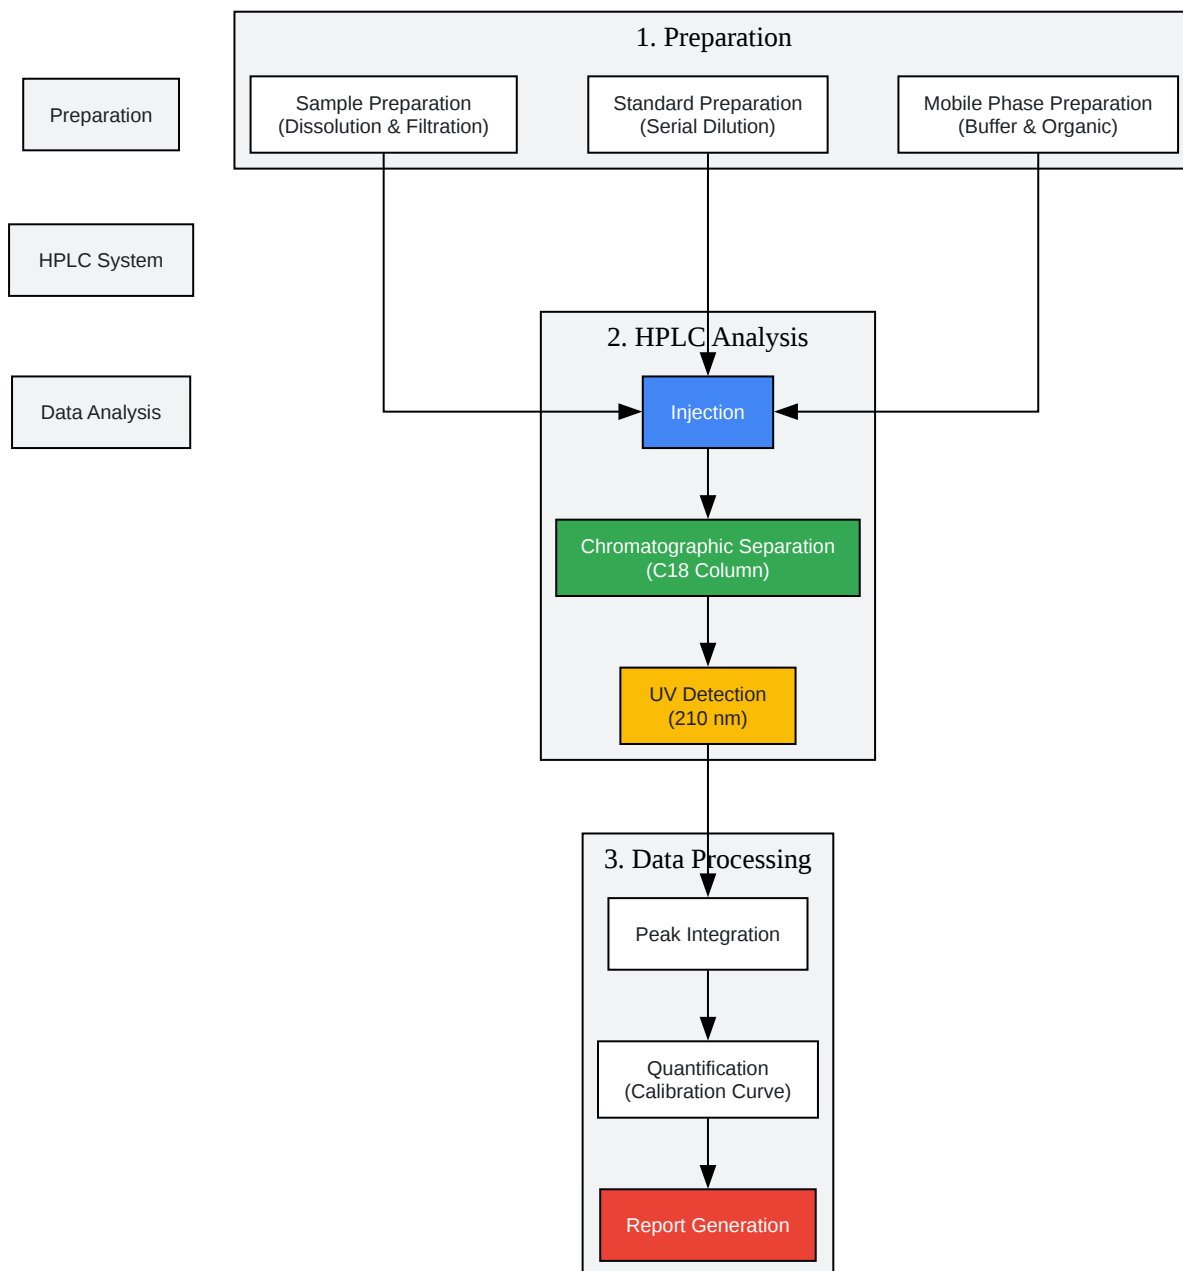 1. Preparation
Preparation
Sample Preparation
(Dissolution & Filtration)
Standard Preparation
(Serial Dilution)
Mobile Phase Preparation
(Buffer & Organic)
HPLC System
2. HPLC Analysis
Data Analysis
Injection
Chromatographic Separation
(C18 Column)
UV Detection
(210 nm)
3. Data Processing
Peak Integration
Quantification
(Calibration Curve)
Report Generation